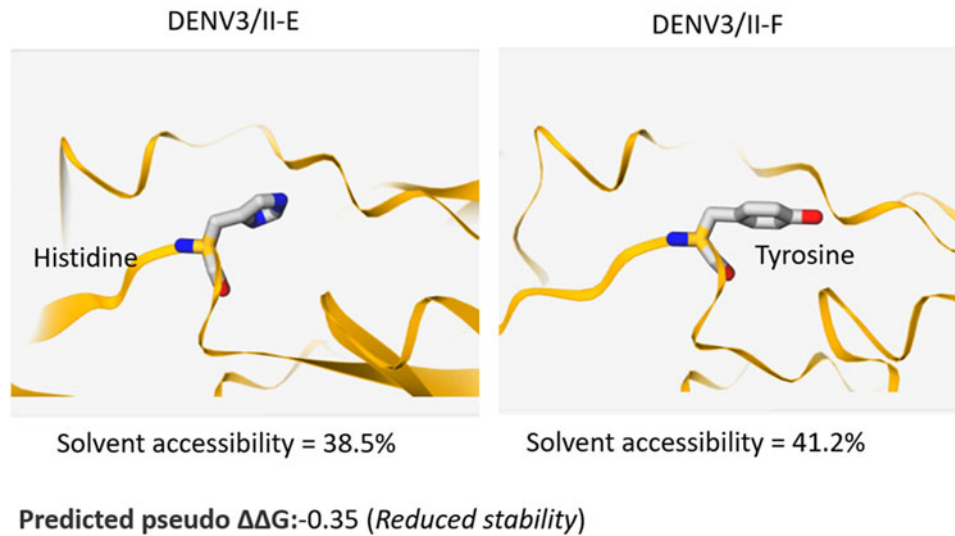 DENV3/II-E
DENV3/II-F
Histidine
Tyrosine
Solvent accessibility = 38.5%
Solvent accessibility = 41.2%
Predicted pseudo ΔΔG:-0.35 (Reduced stability)